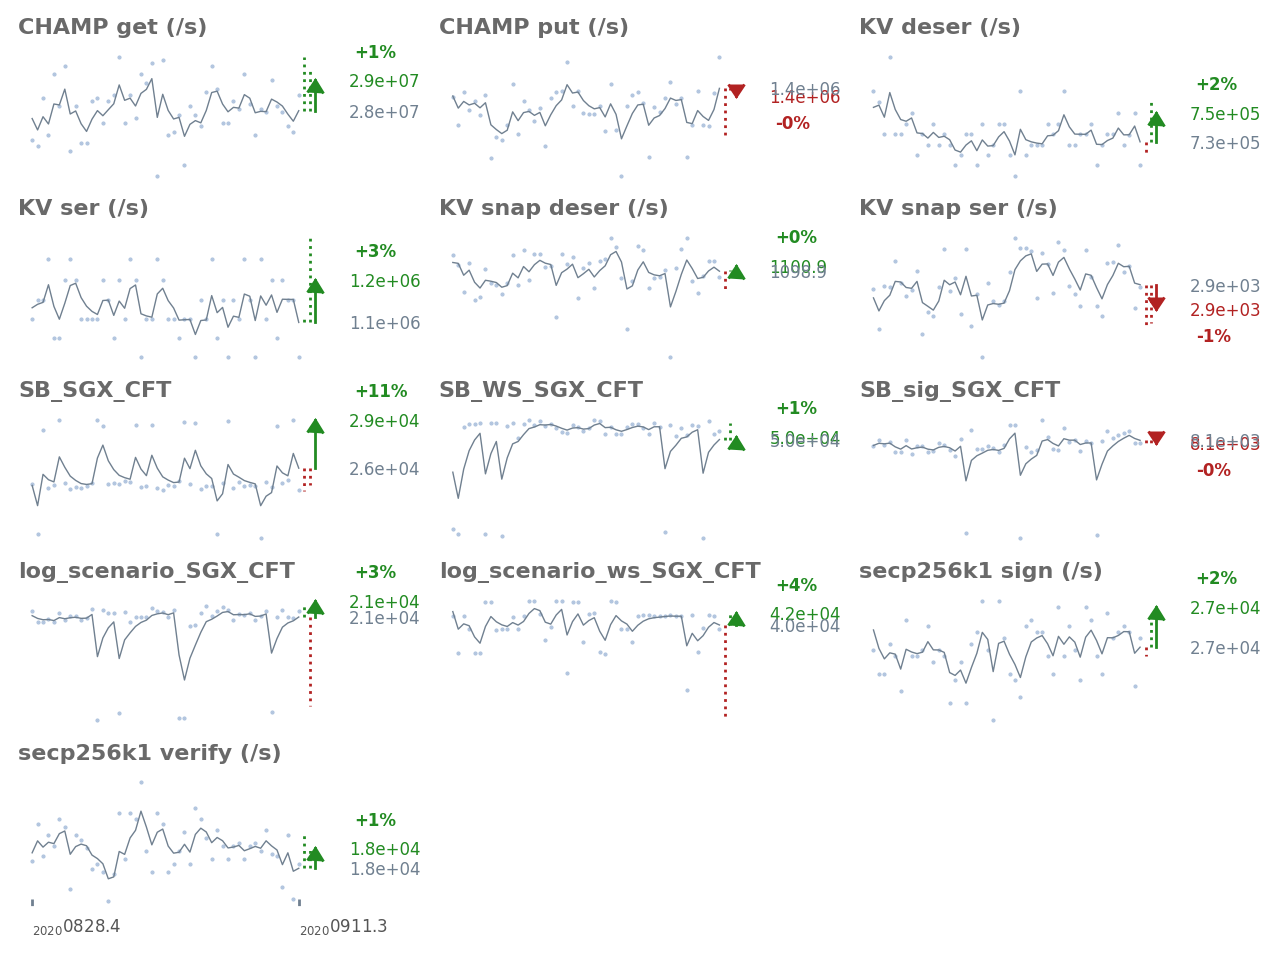 CHAMP get (/s)
+1%
2.9e+07
2.8e+07
CHAMP put (/s)
1.4e+06
1.4e+06
-0%
KV deser (/s)
+2%
7.5e+05
7.3e+05
KV ser (/s)
+3%
1.2e+06
1.1e+06
KV snap deser (/s)
+0%
1100.9
1098.9
KV snap ser (/s)
2.9e+03
2.9e+03
-1%
SB_SGX_CFT
+11%
2.9e+04
2.6e+04
SB_WS_SGX_CFT
+1%
5.0e+04
5.0e+04
SB_sig_SGX_CFT
8.1e+03
8.1e+03
-0%
log_scenario_SGX_CFT
+3%
2.1e+04
2.1e+04
log_scenario_ws_SGX_CFT
+4%
4.2e+04
4.0e+04
secp256k1 sign (/s)
+2%
2.7e+04
2.7e+04
secp256k1 verify (/s)
+1%
1.8e+04
1.8e+04
20200828.4
20200911.3